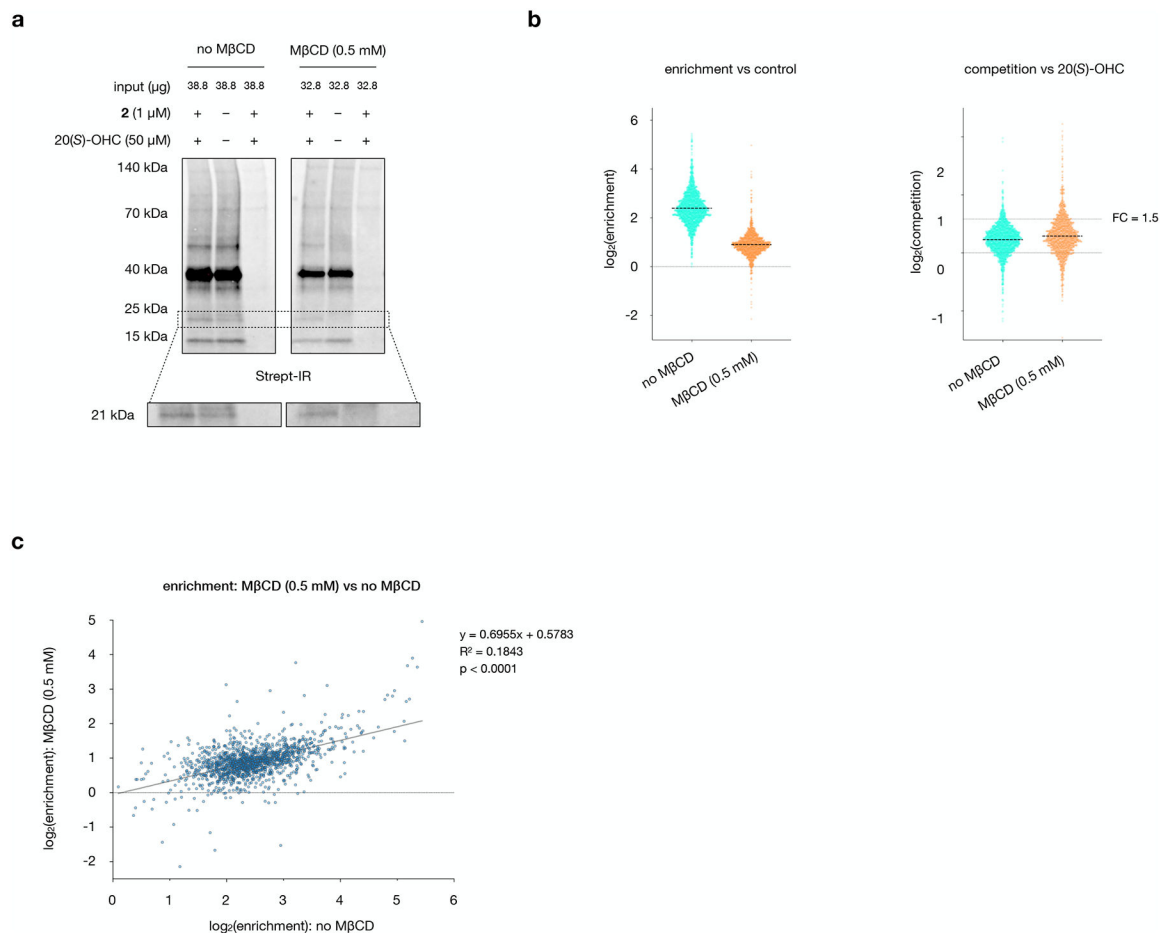 a
no MβCD MβCD (0.5 mM)
input (µg) 38.8 38.8 38.8 32.8 32.8 32.8
2 (1 µM) + − + + − +
20(S)-OHC (50 µM) + − + + − +
140 kDa
70 kDa
40 kDa
25 kDa
15 kDa
Strept-IR
21 kDa
b
enrichment vs control
log2(enrichment)
6
4
2
0
-2
no MβCD
MβCD (0.5 mM)
competition vs 20(S)-OHC
log2(competition)
2
1
0
-1
FC = 1.5
no MβCD
MβCD (0.5 mM)
c
enrichment: MβCD (0.5 mM) vs no MβCD
log2(enrichment): MβCD (0.5 mM)
5
4
3
2
1
0
-1
-2
y = 0.6955x + 0.5783
R² = 0.1843
p < 0.0001
0 1 2 3 4 5 6
log2(enrichment): no MβCD